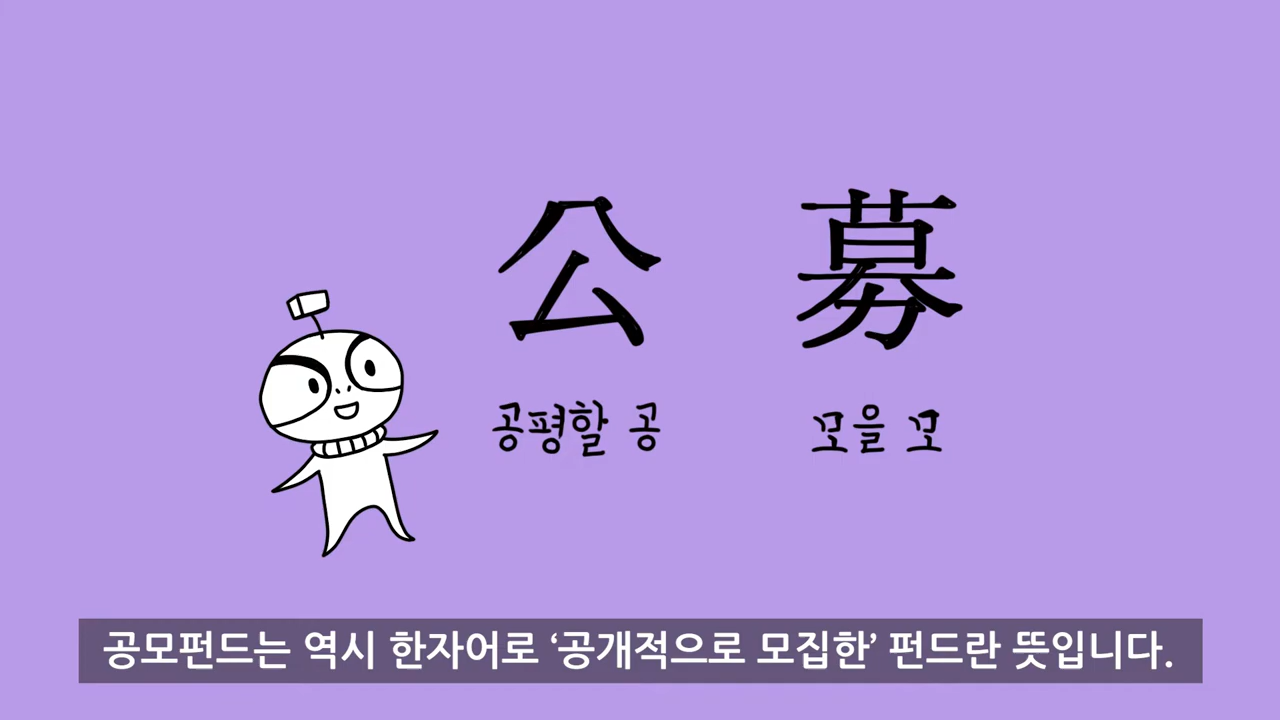 公 募
공평할 공 모을 모
공모펀드는 역시 한자어로 ‘공개적으로 모집한’ 펀드란 뜻입니다.